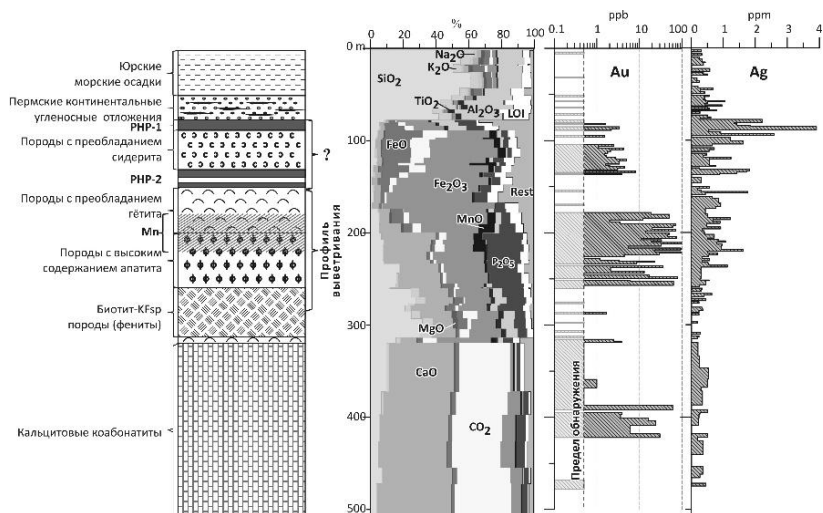 %
ppb
ppm
0 m
20
40
60
80
100
0.1
1
10
100
0
1
2
3
4
Юрские
морские осадки
Пермские континентальные
угленосные отложения
PHP-1
Породы с преобладанием
сидерита
PHP-2
Породы с преобладанием
гётита
Mn
Породы с высоким
содержанием апатита
Биотит-KFsp
породы (фениты)
Кальцитовые коабонатиты
?
Профиль
выветривания
100
200
300
400
500
Na₂O
K₂O
SiO₂
TiO₂
Al₂O₃
LOI
FeO
Fe₂O₃
Rest
MnO
P₂O₅
MgO
CaO
CO₂
Au
Предел обнаружения
Ag